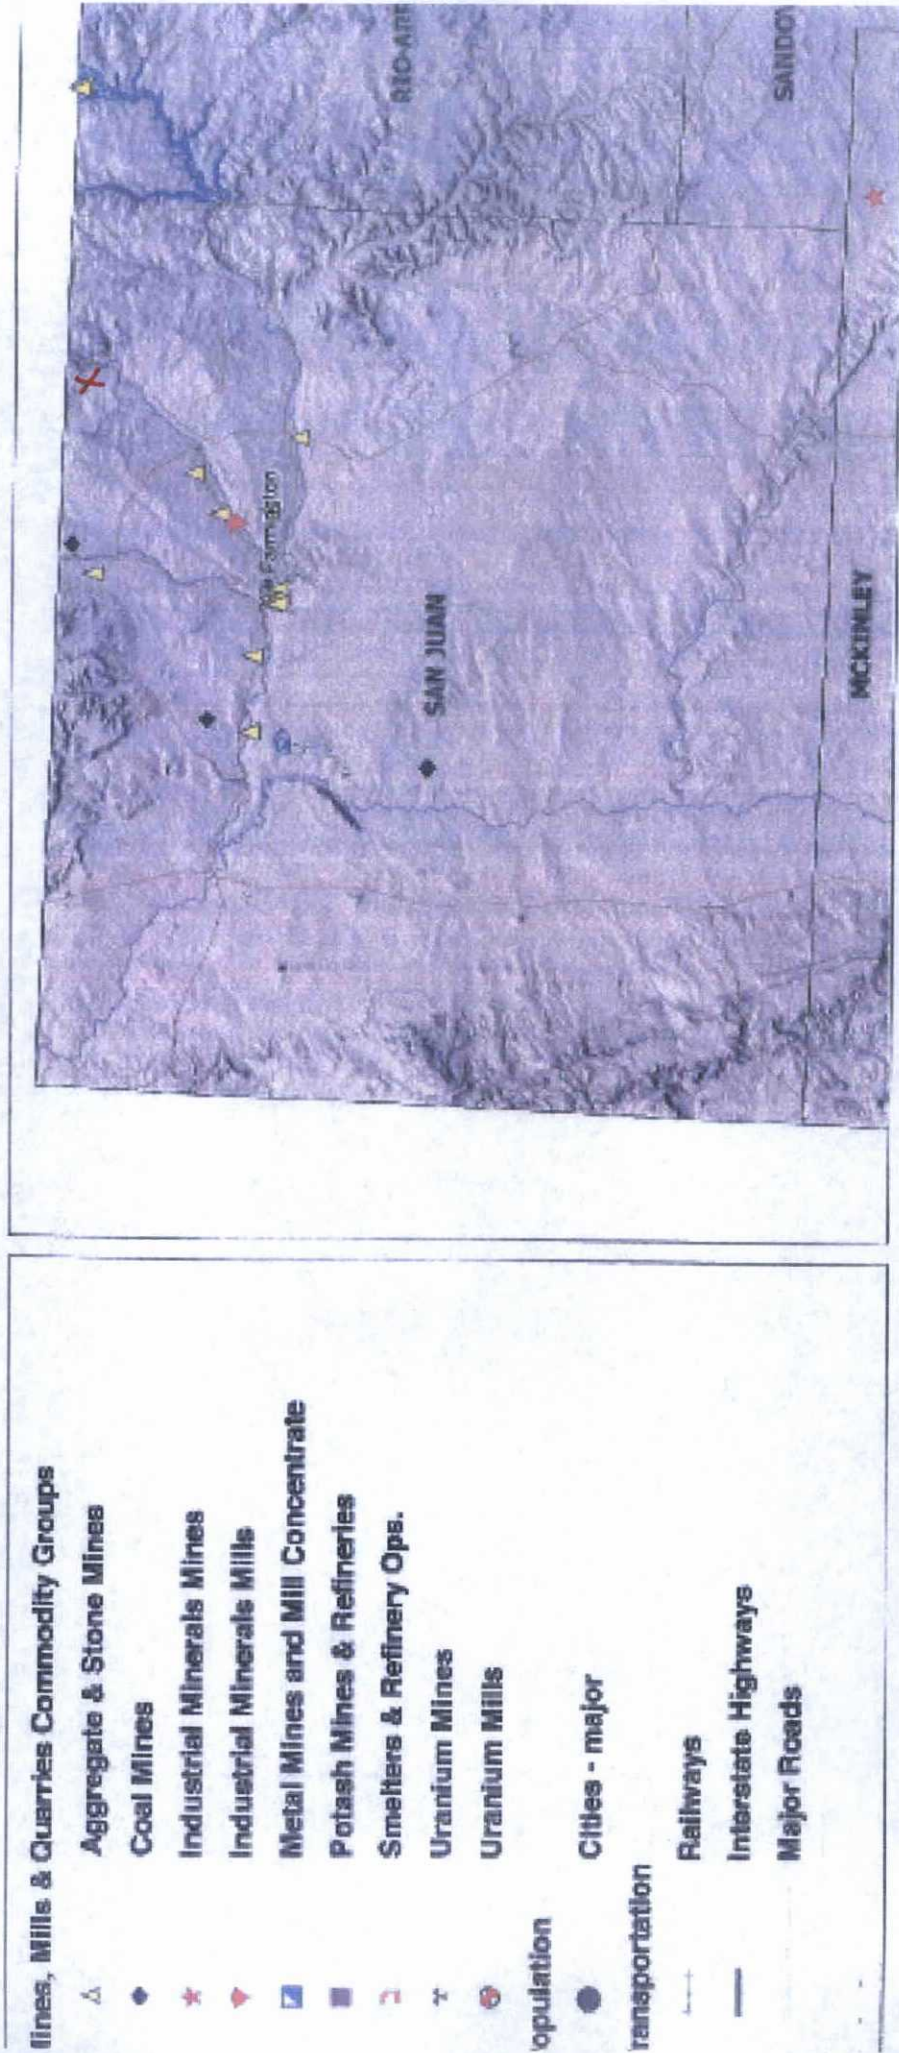 lines, Mills & Quarries Commodity Groups
Aggregate & Stone Mines
Coal Mines
Industrial Minerals Mines
Industrial Minerals Mills
Metal Mines and Mill Concentrate
Potash Mines & Refineries
Smelters & Refinery Ops.
Uranium Mines
Uranium Mills
opulation
Cities - major
ransportation
Railways
Interstate Highways
Major Roads
RIO ARR
SANDOV
Farmington
SAN JUAN
MCKINLEY